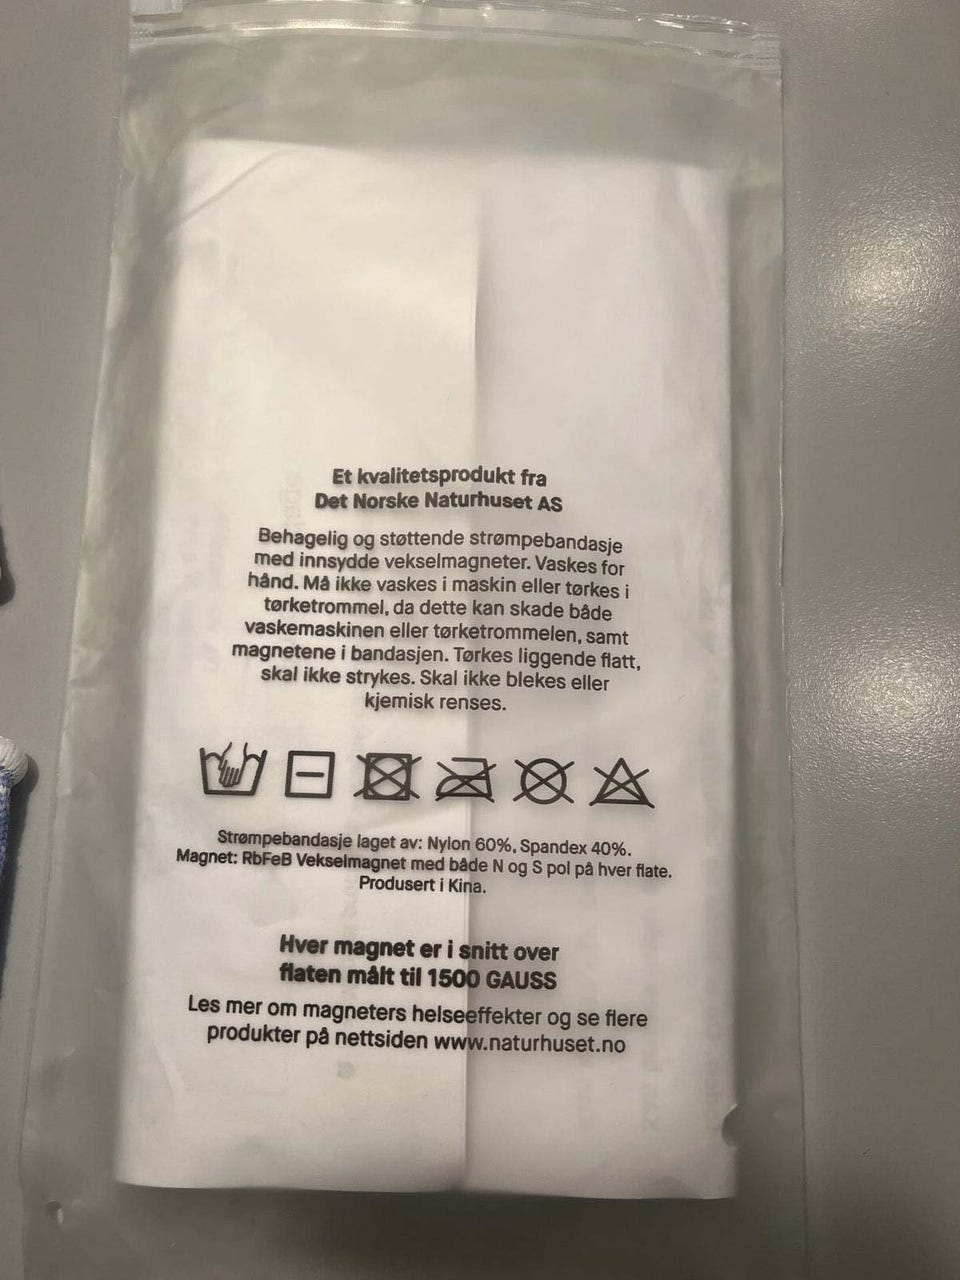 Et kvalitetsprodukt fra
Det Norske Naturhuset AS
Behagelig og støttende strømpebandasje
med innsydde vekselmagneter. Vaskes for
hånd. Må ikke vaskes i maskin eller tørkes i
tørketrommel, da dette kan skade både
vaskemaskinen eller tørketrommelen, samt
magnetene i bandasjen. Tørkes liggende flatt,
skal ikke strykes. Skal ikke blekes eller
kjemisk renses.
Strømpebandasje laget av: Nylon 60%, Spandex 40%.
Magnet: RbFeB Vekselmagnet med både N og S pol på hver flate.
Produsert i Kina.
Hver magnet er i snitt over
flaten målt til 1500 GAUSS
Les mer om magneters helseeffekter og se flere
produkter på nettsiden www.naturhuset.no